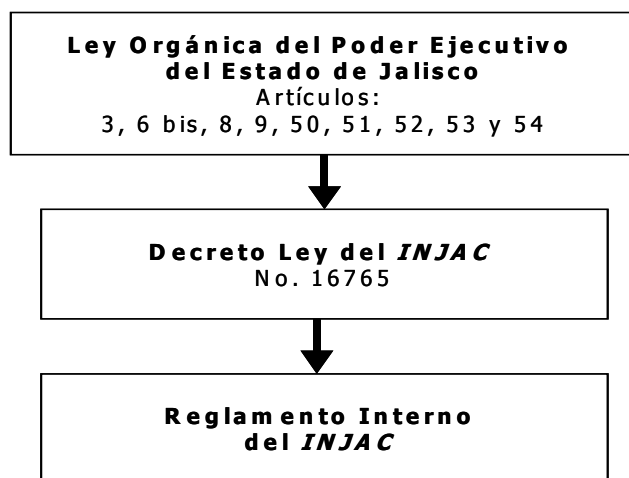 Ley Orgánica del Poder Ejecutivo
del Estado de Jalisco
Artículos:
3, 6 bis, 8, 9, 50, 51, 52, 53 y 54
Decreto Ley del INJAC
No. 16765
Reglamento Interno
del INJAC